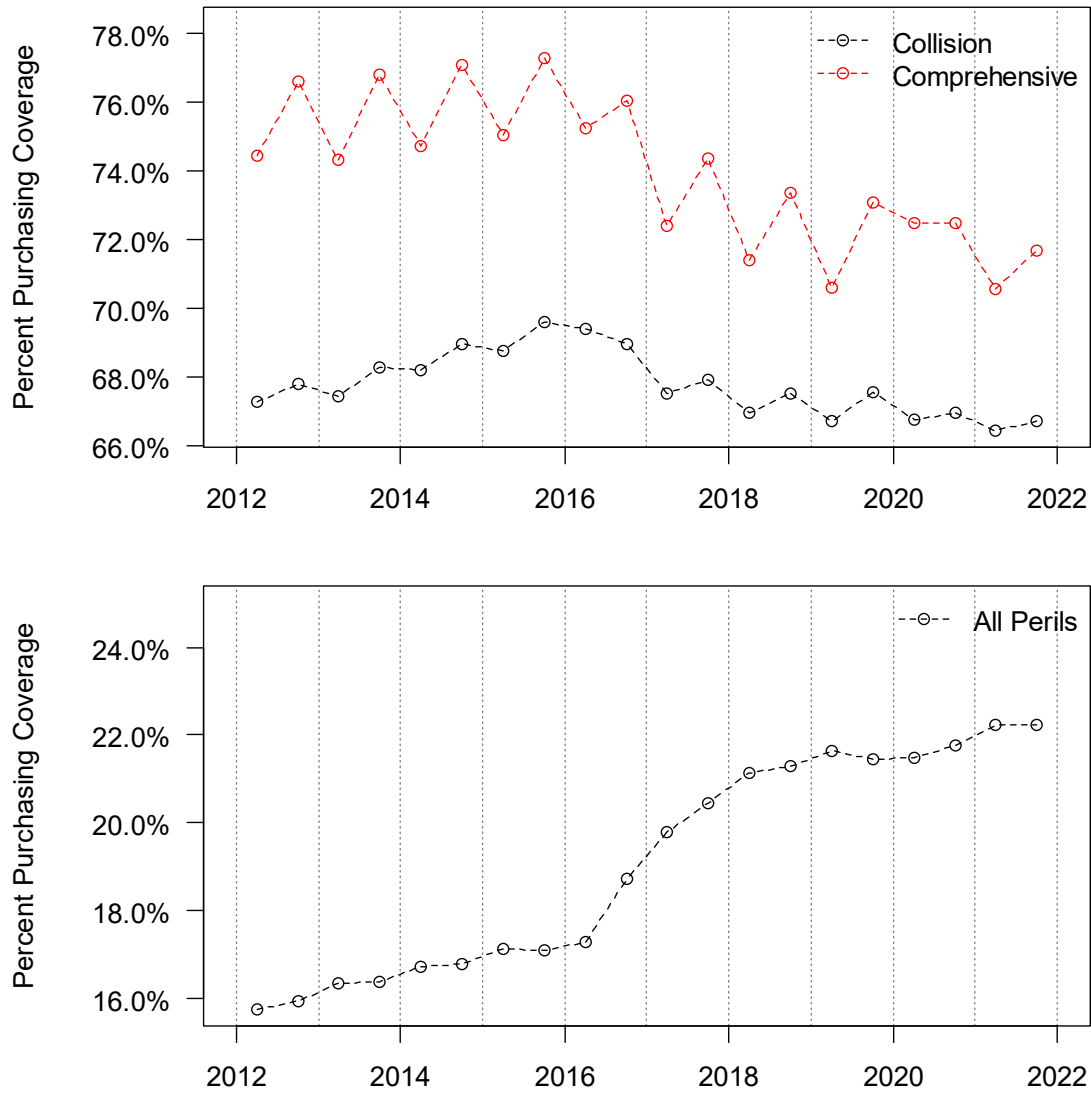 Percent Purchasing Coverage
78.0%
76.0%
74.0%
72.0%
70.0%
68.0%
66.0%
Collision
Comprehensive
2012 2014 2016 2018 2020 2022
Percent Purchasing Coverage
24.0%
22.0%
20.0%
18.0%
16.0%
All Perils
2012 2014 2016 2018 2020 2022